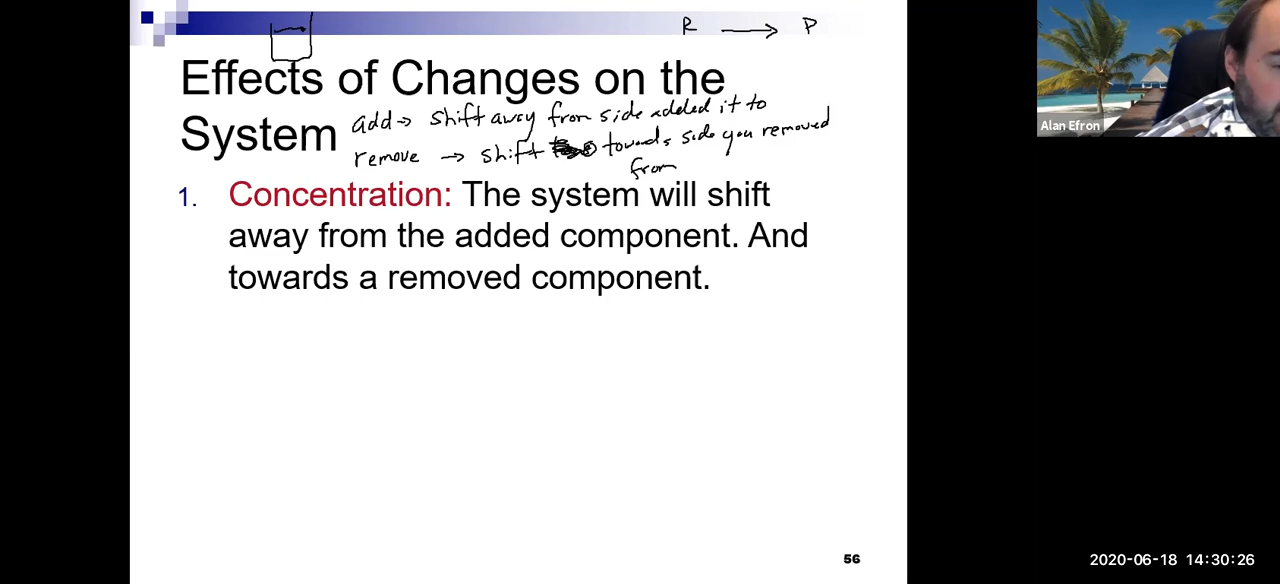 R → P
Effects of Changes on the
System
add → shift away from side added it to
remove → shift towards side you removed
from
1. Concentration: The system will shift
away from the added component. And
towards a removed component.
56
Alan Efron
2020-06-18 14:30:26